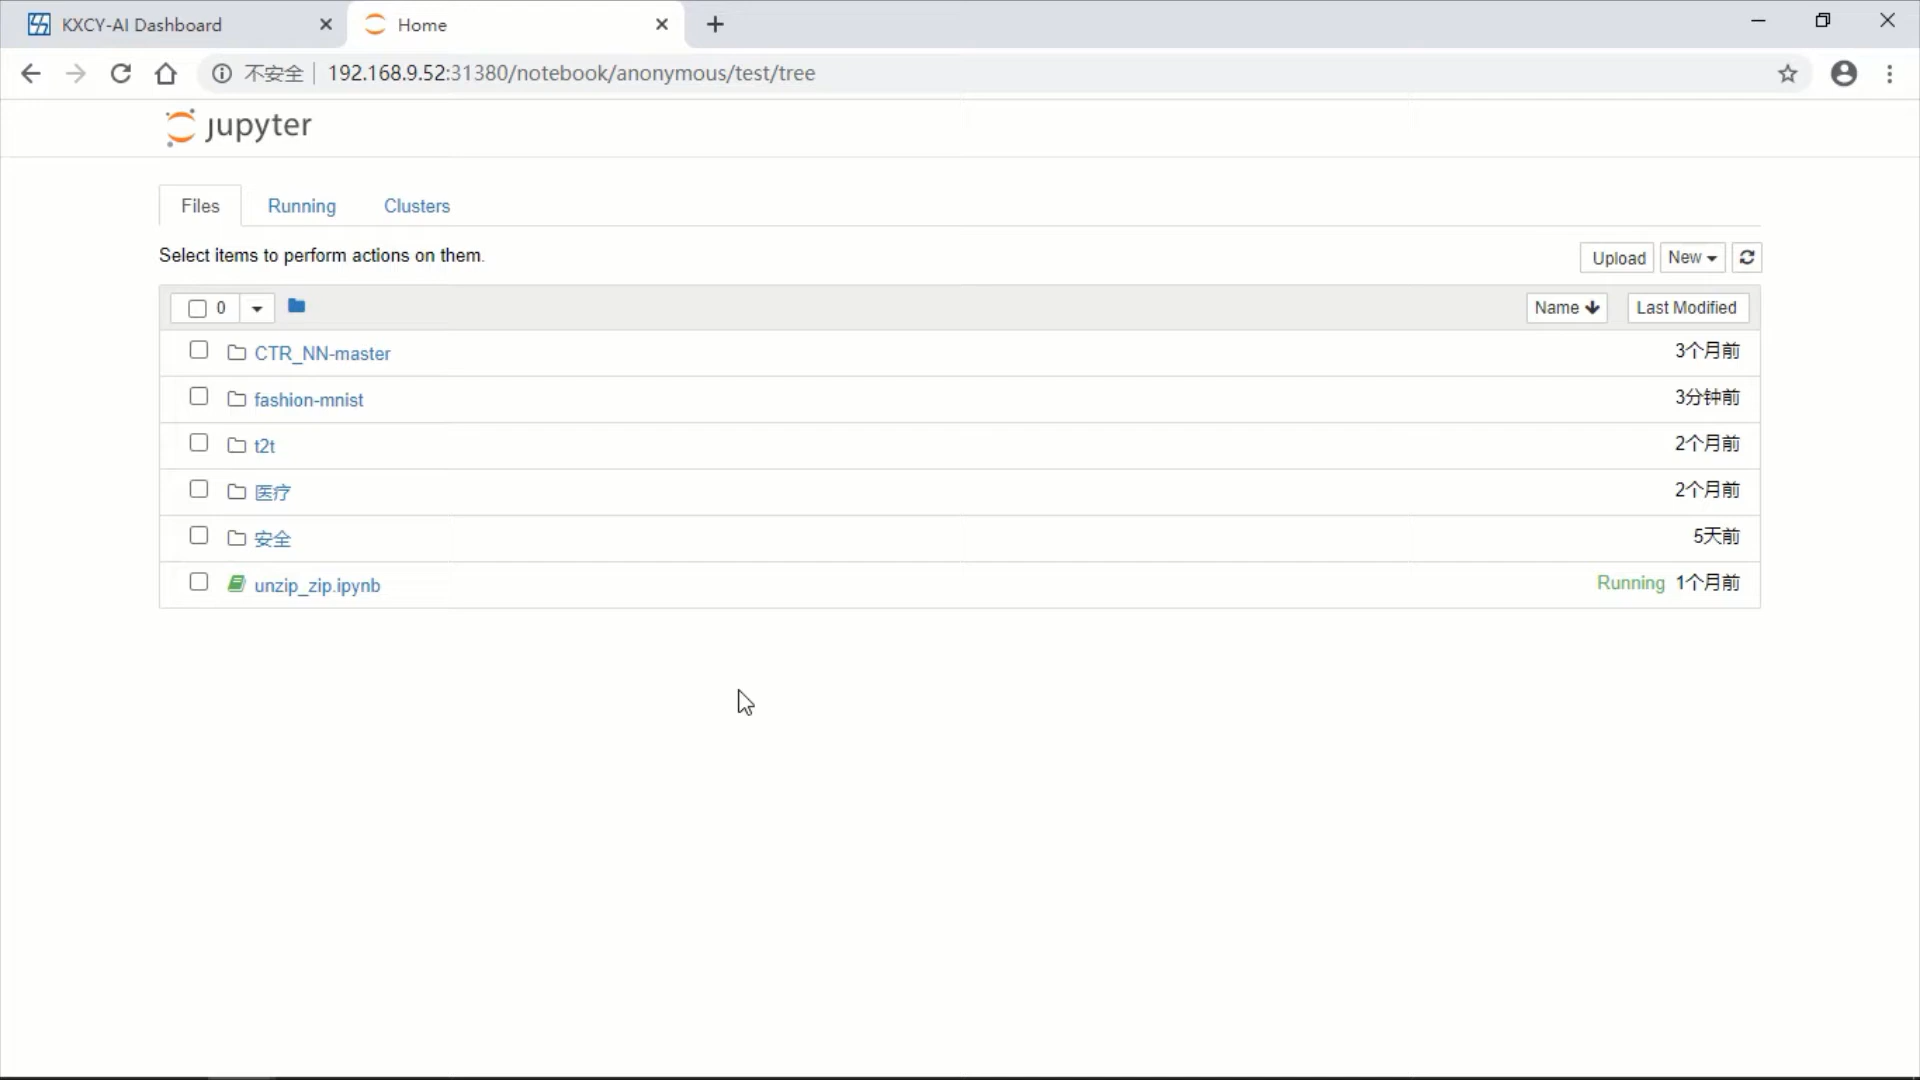 KXCY-AI Dashboard
Home
不安全 192.168.9.52:31380/notebook/anonymous/test/tree
jupyter
Files Running Clusters
Select items to perform actions on them.
Upload New
0 Name Last Modified
CTR_NN-master 3个月前
fashion-mnist 3分钟前
t2t 2个月前
医疗 2个月前
安全 5天前
unzip_zip.ipynb Running 1个月前